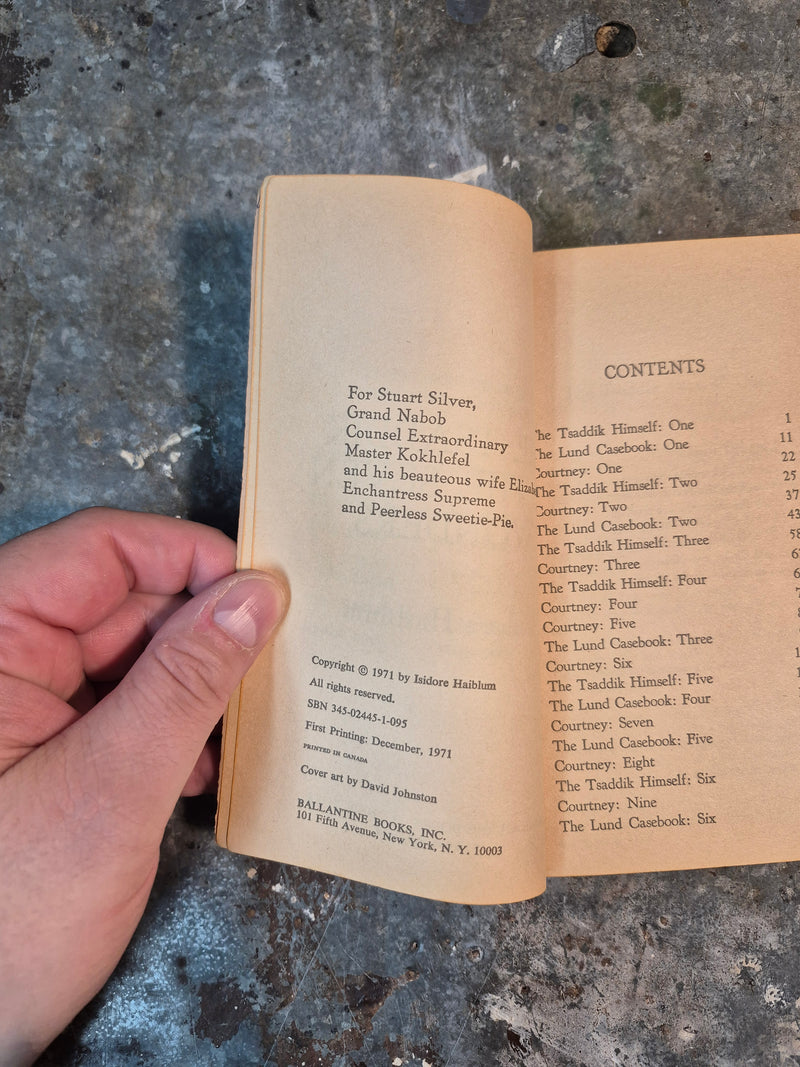 For Stuart Silver,
Grand Nabob
Counsel Extraordinary
Master Kokhlefel
and his beauteous wife
Enchantress Supreme
and Peerless Sweetie-Pie.
Copyright © 1971 by Isidore Haiblum
All rights reserved.
SBN 345-02445-1-095
First Printing: December, 1971
PRINTED IN CANADA
Cover art by David Johnston
BALLANTINE BOOKS, INC.
101 Fifth Avenue, New York, N. Y. 10003
CONTENTS
The Tsaddik Himself: One 1
The Lund Casebook: One 11
Courtney: One 22
The Tsaddik Himself: Two 25
Courtney: Two 37
The Lund Casebook: Two 43
The Tsaddik Himself: Three 58
Courtney: Three
The Tsaddik Himself: Four
Courtney: Four
Courtney: Five
The Lund Casebook: Three
Courtney: Six
The Tsaddik Himself: Five
The Lund Casebook: Four
Courtney: Seven
The Lund Casebook: Five
Courtney: Eight
The Tsaddik Himself: Six
Courtney: Nine
The Lund Casebook: Six